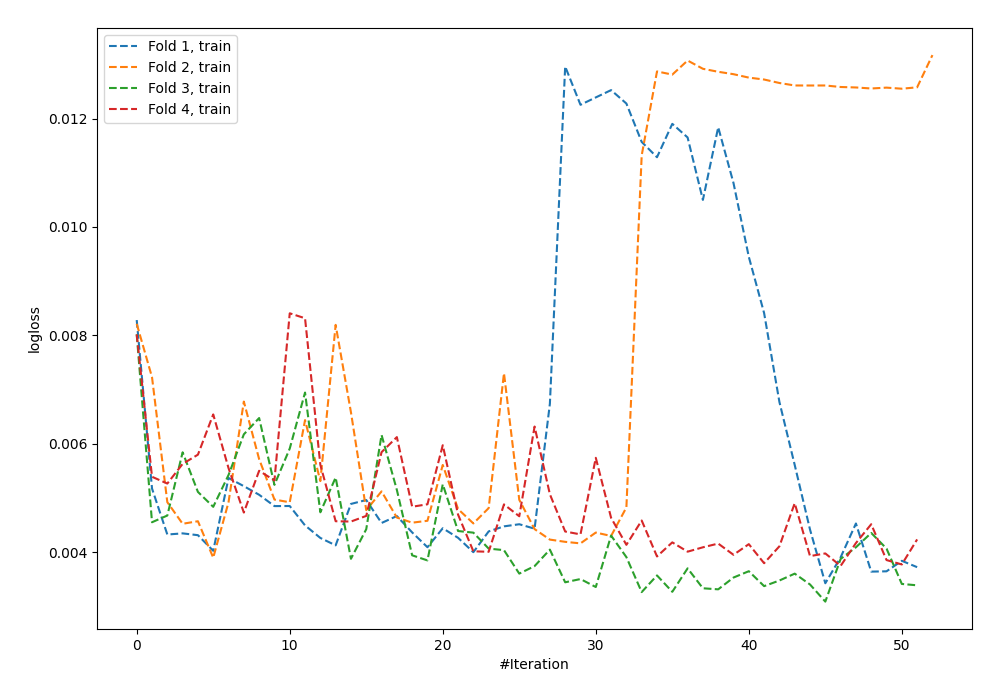 Fold 1, train
Fold 2, train
Fold 3, train
Fold 4, train
0.012
0.010
0.008
0.006
0.004
logloss
0
10
20
30
40
50
#Iteration